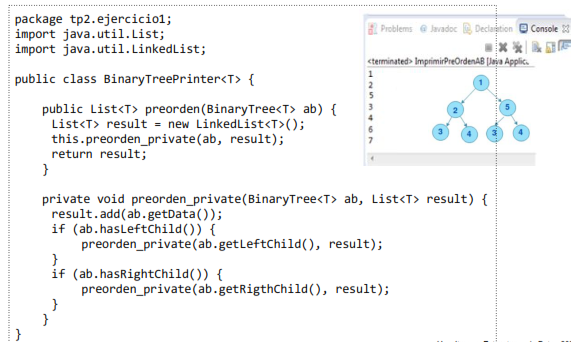 package tp2.ejercicio1;
import java.util.List;
import java.util.LinkedList;
public class BinaryTreePrinter<T> {
public List<T> preorden(BinaryTree<T> ab) {
List<T> result = new LinkedList<T>();
this.preorden_private(ab, result);
return result;
}
private void preorden_private(BinaryTree<T> ab, List<T> result) {
result.add(ab.getData());
if (ab.hasLeftChild()) {
preorden_private(ab.getLeftChild(), result);
}
if (ab.hasRightChild()) {
preorden_private(ab.getRigthChild(), result);
}
}
}
Problems @ Javadoc Declaration Console
<terminated> ImprimirPreOrdenAB [Java Applic
1
2
5
3
4
6
7
1
2 5
3 4 3 4